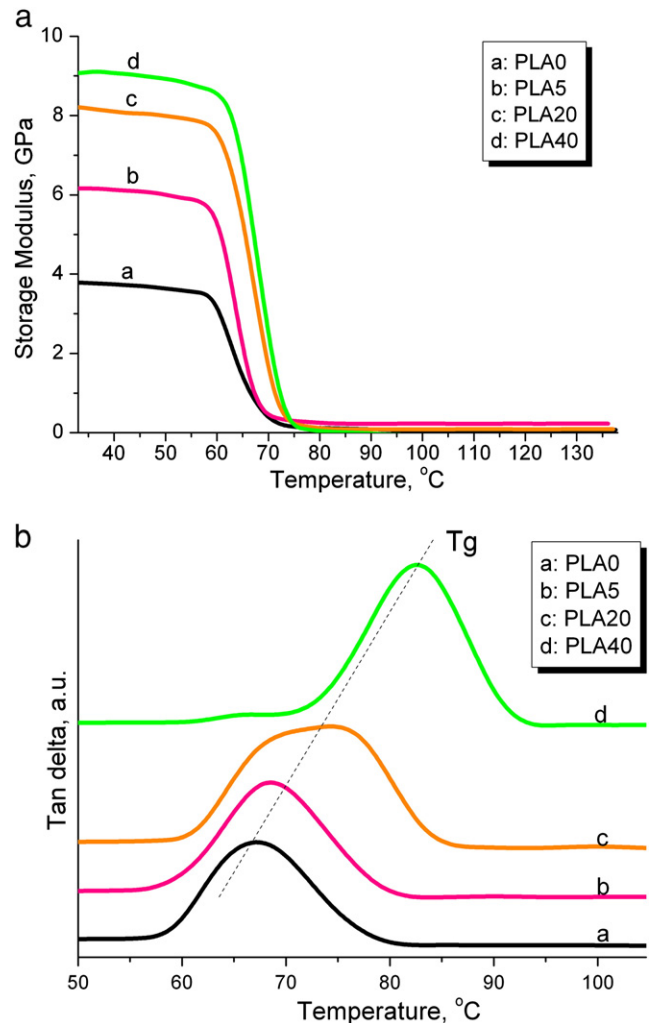 a
10
8
6
4
2
0
Storage Modulus, GPa
d
c
b
a
a: PLA0
b: PLA5
c: PLA20
d: PLA40
40 50 60 70 80 90 100 110 120 130
Temperature, °C
b
Tg
a: PLA0
b: PLA5
c: PLA20
d: PLA40
Tan delta, a.u.
d
c
b
a
50 60 70 80 90 100
Temperature, °C